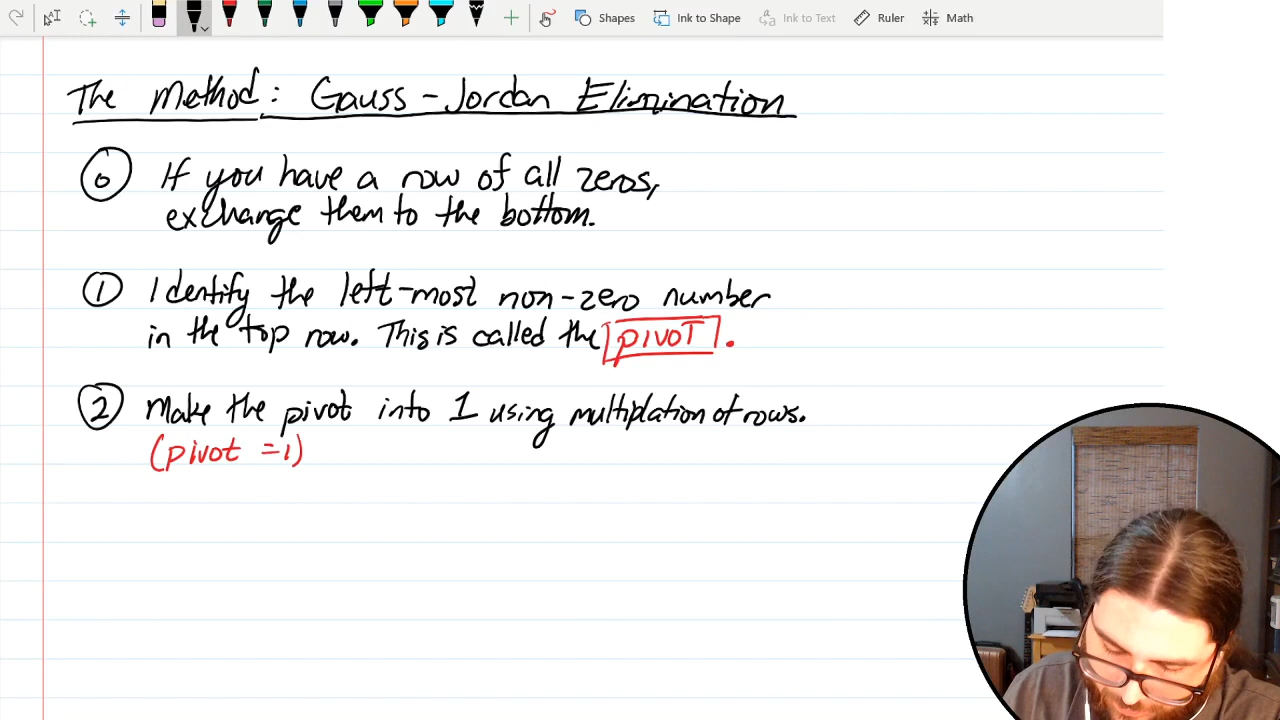 Shapes Ink to Shape Ink to Text Ruler Math
The Method: Gauss-Jordan Elimination
0 If you have a row of all zeros,
exchange them to the bottom.
1 Identify the left-most non-zero number
in the top row. This is called the pivot.
2 Make the pivot into 1 using multiplation of rows.
(pivot = 1)